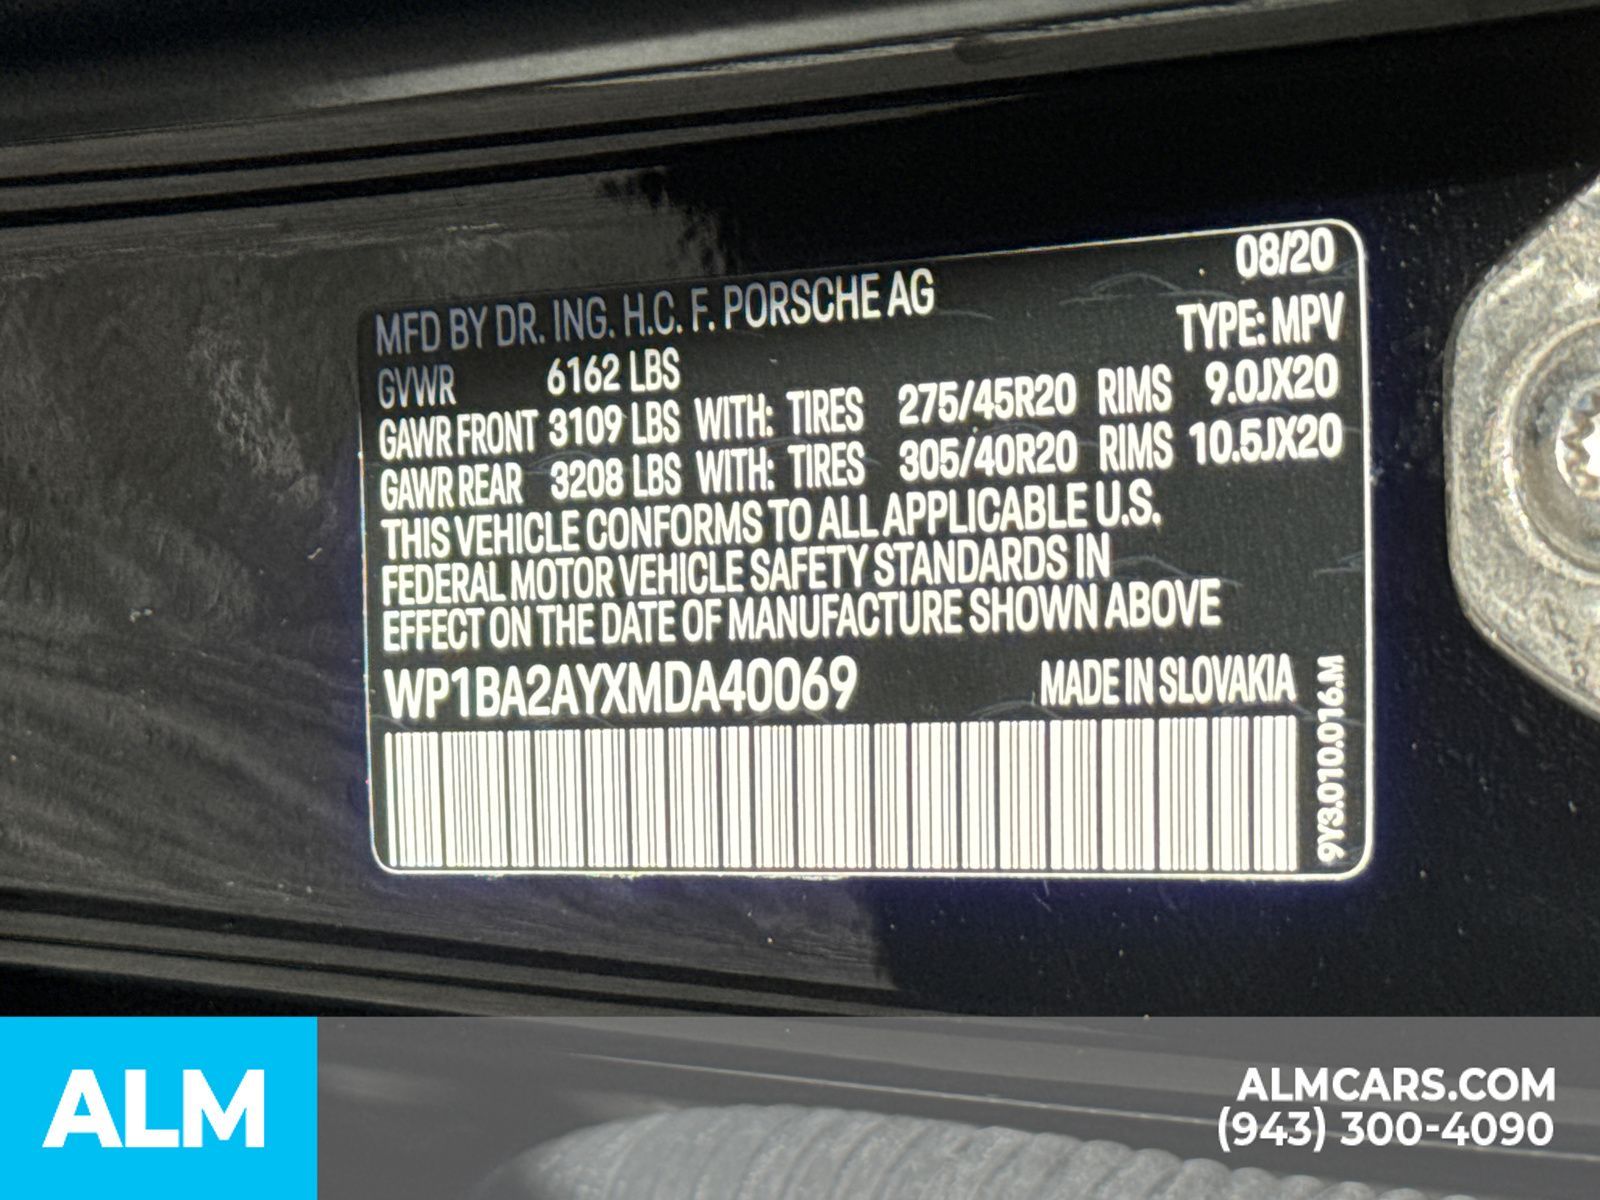 08/20
MFD BY DR. ING. H.C. F. PORSCHE AG
TYPE: MPV
GVWR 6162 LBS
GAWR FRONT 3109 LBS WITH: TIRES 275/45R20 RIMS 9.0JX20
GAWR REAR 3208 LBS WITH: TIRES 305/40R20 RIMS 10.5JX20
THIS VEHICLE CONFORMS TO ALL APPLICABLE U.S.
FEDERAL MOTOR VEHICLE SAFETY STANDARDS IN
EFFECT ON THE DATE OF MANUFACTURE SHOWN ABOVE
WP1BA2AYXMDA40069 MADE IN SLOVAKIA
9Y3.010.016.M
ALM
ALMCARS.COM
(943) 300-4090